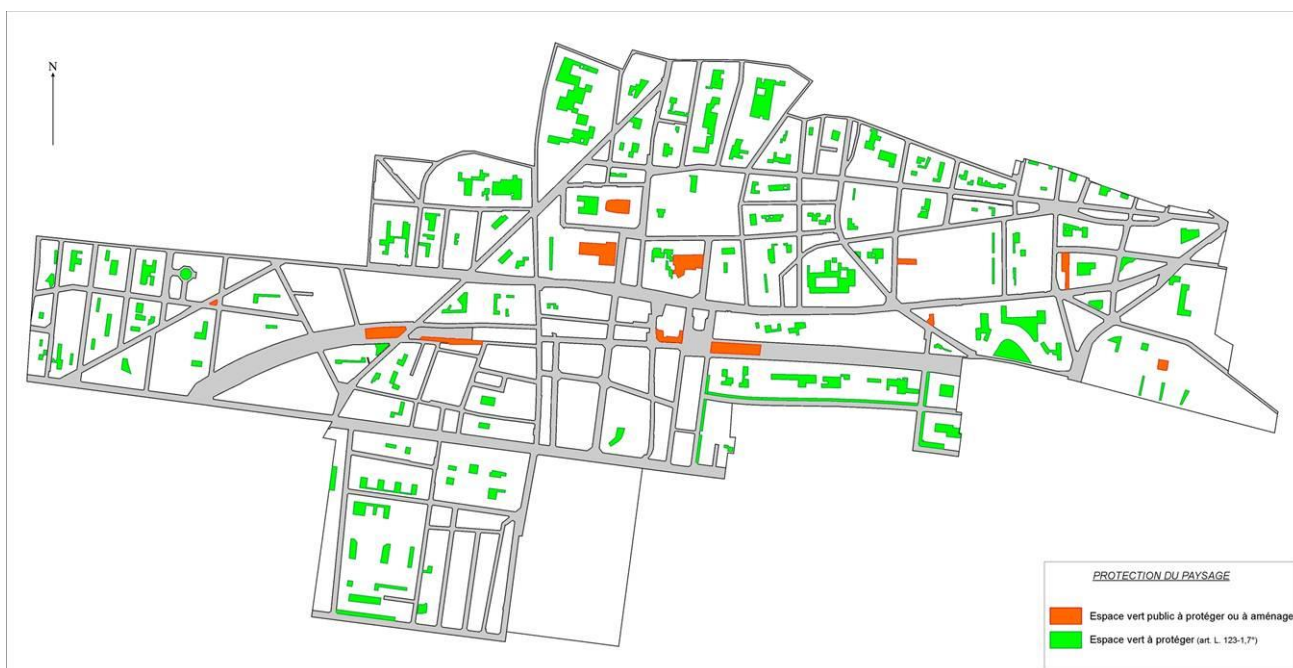 N
PROTECTION DU PAYSAGE
Espace vert public à protéger ou à aménage
Espace vert à protéger (art. L. 123-1,7°)